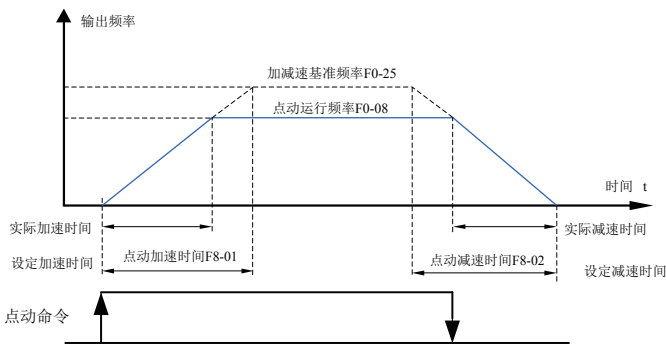 输出频率
加减速基准频率F0-25
点动运行频率F0-08
时间 t
实际加速时间
实际减速时间
设定加速时间
点动加速时间F8-01
点动减速时间F8-02
设定减速时间
点动命令